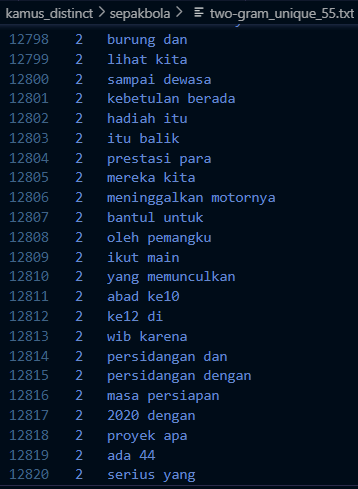 kamus_distinct > sepakbola > two-gram_unique_55.txt
12798 2 burung dan
12799 2 lihat kita
12800 2 sampai dewasa
12801 2 kebetulan berada
12802 2 hadiah itu
12803 2 itu balik
12804 2 prestasi para
12805 2 mereka kita
12806 2 meninggalkan motornya
12807 2 bantul untuk
12808 2 oleh pemangku
12809 2 ikut main
12810 2 yang memunculkan
12811 2 abad ke10
12812 2 ke12 di
12813 2 wib karena
12814 2 persidangan dan
12815 2 persidangan dengan
12816 2 masa persiapan
12817 2 2020 dengan
12818 2 proyek apa
12819 2 ada 44
12820 2 serius yang